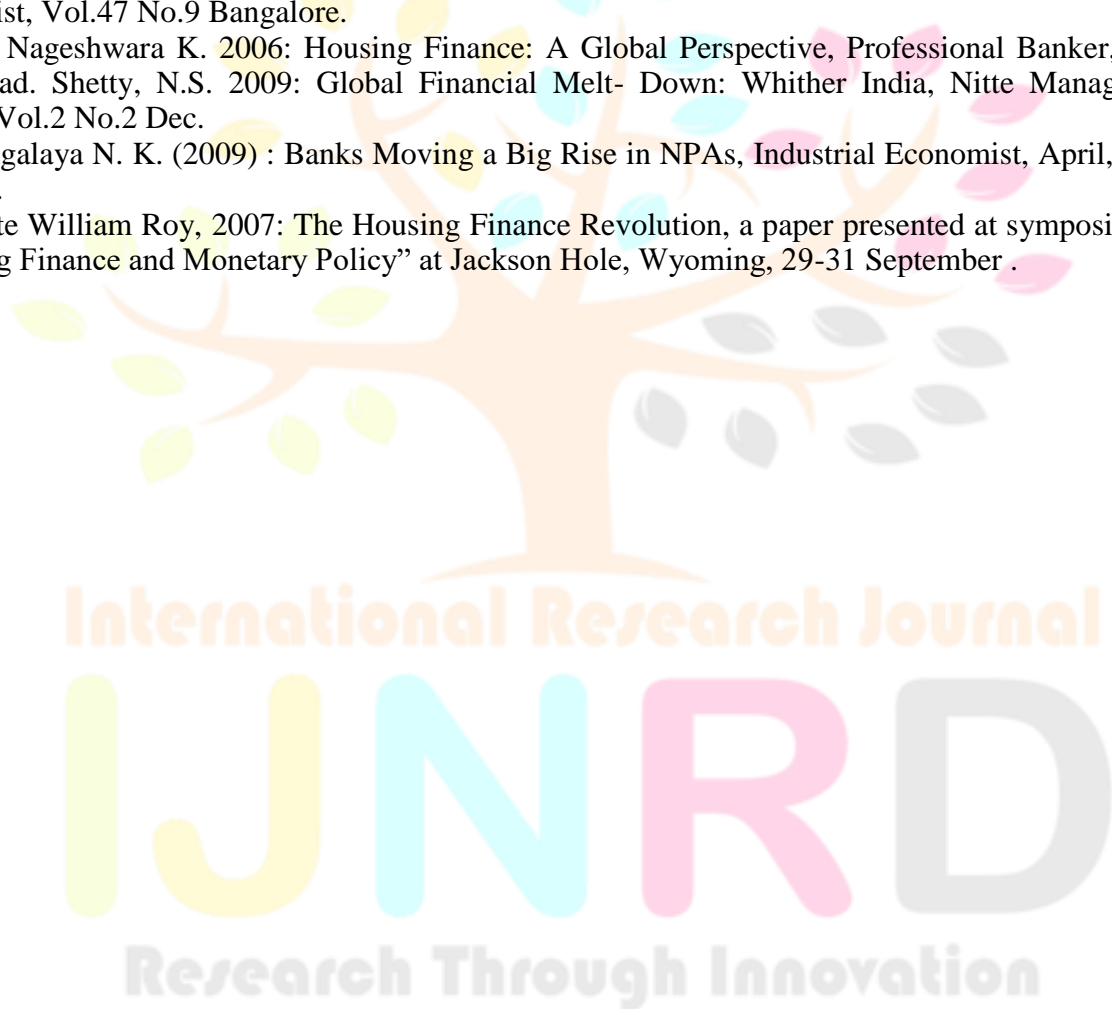 ist, Vol.47 No.9 Bangalore.
Nageshwara K. 2006: Housing Finance: A Global Perspective, Professional Banker,
ad. Shetty, N.S. 2009: Global Financial Melt- Down: Whither India, Nitte Manag
Vol.2 No.2 Dec.
galaya N. K. (2009) : Banks Moving a Big Rise in NPAs, Industrial Economist, April,
.
te William Roy, 2007: The Housing Finance Revolution, a paper presented at symposi
g Finance and Monetary Policy” at Jackson Hole, Wyoming, 29-31 September .
International Research Journal
IJNRD
Research Through Innovation